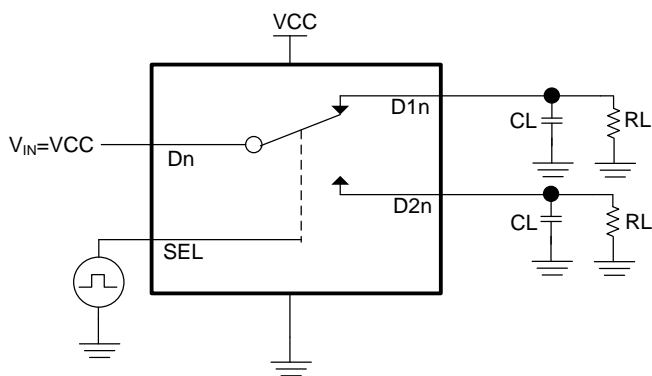 VCC
D1n
CL
RL
V_IN=VCC
Dn
D2n
CL
RL
SEL